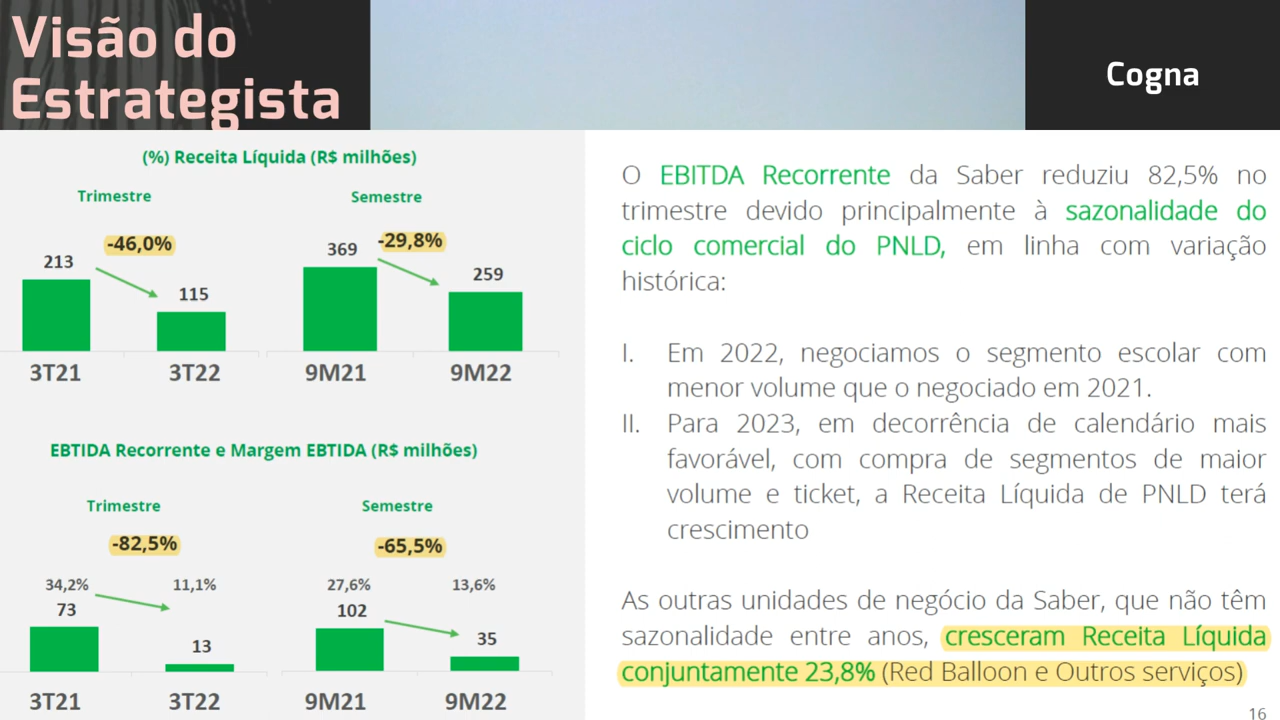 Visão do
Estrategista
Cogna
(%) Receita Líquida (R$ milhões)
Trimestre
Semestre
-46,0%
-29,8%
213
115
369
259
3T21
3T22
9M21
9M22
EBTIDA Recorrente e Margem EBTIDA (R$ milhões)
Trimestre
Semestre
-82,5%
-65,5%
34,2%
11,1%
27,6%
13,6%
73
13
102
35
3T21
3T22
9M21
9M22
O EBITDA Recorrente da Saber reduziu 82,5% no
trimestre devido principalmente à sazonalidade do
ciclo comercial do PNLD, em linha com variação
histórica:
I. Em 2022, negociamos o segmento escolar com
menor volume que o negociado em 2021.
II. Para 2023, em decorrência de calendário mais
favorável, com compra de segmentos de maior
volume e ticket, a Receita Líquida de PNLD terá
crescimento
As outras unidades de negócio da Saber, que não têm
sazonalidade entre anos, cresceram Receita Líquida
conjuntamente 23,8% (Red Balloon e Outros serviços)
16